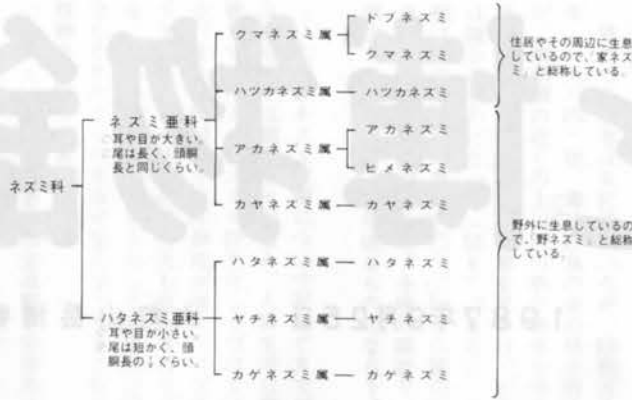 ネズミ科
ネズミ亜科
耳や目が大きい。
尾は長く、頭胴
長と同じくらい。
クマネズミ属
ドブネズミ
クマネズミ
ハツカネズミ属
ハツカネズミ
アカネズミ属
アカネズミ
ヒメネズミ
カヤネズミ属
カヤネズミ
ハタネズミ亜科
耳や目が小さい。
尾は短かく、頭
胴長の ぐらい。
ハタネズミ属
ハタネズミ
ヤチネズミ属
ヤチネズミ
カゲネズミ属
カゲネズミ
住居やその周辺に生息
しているので、「家ネズ
ミ」と総称している。
野外に生息しているの
で、「野ネズミ」と総称
している。